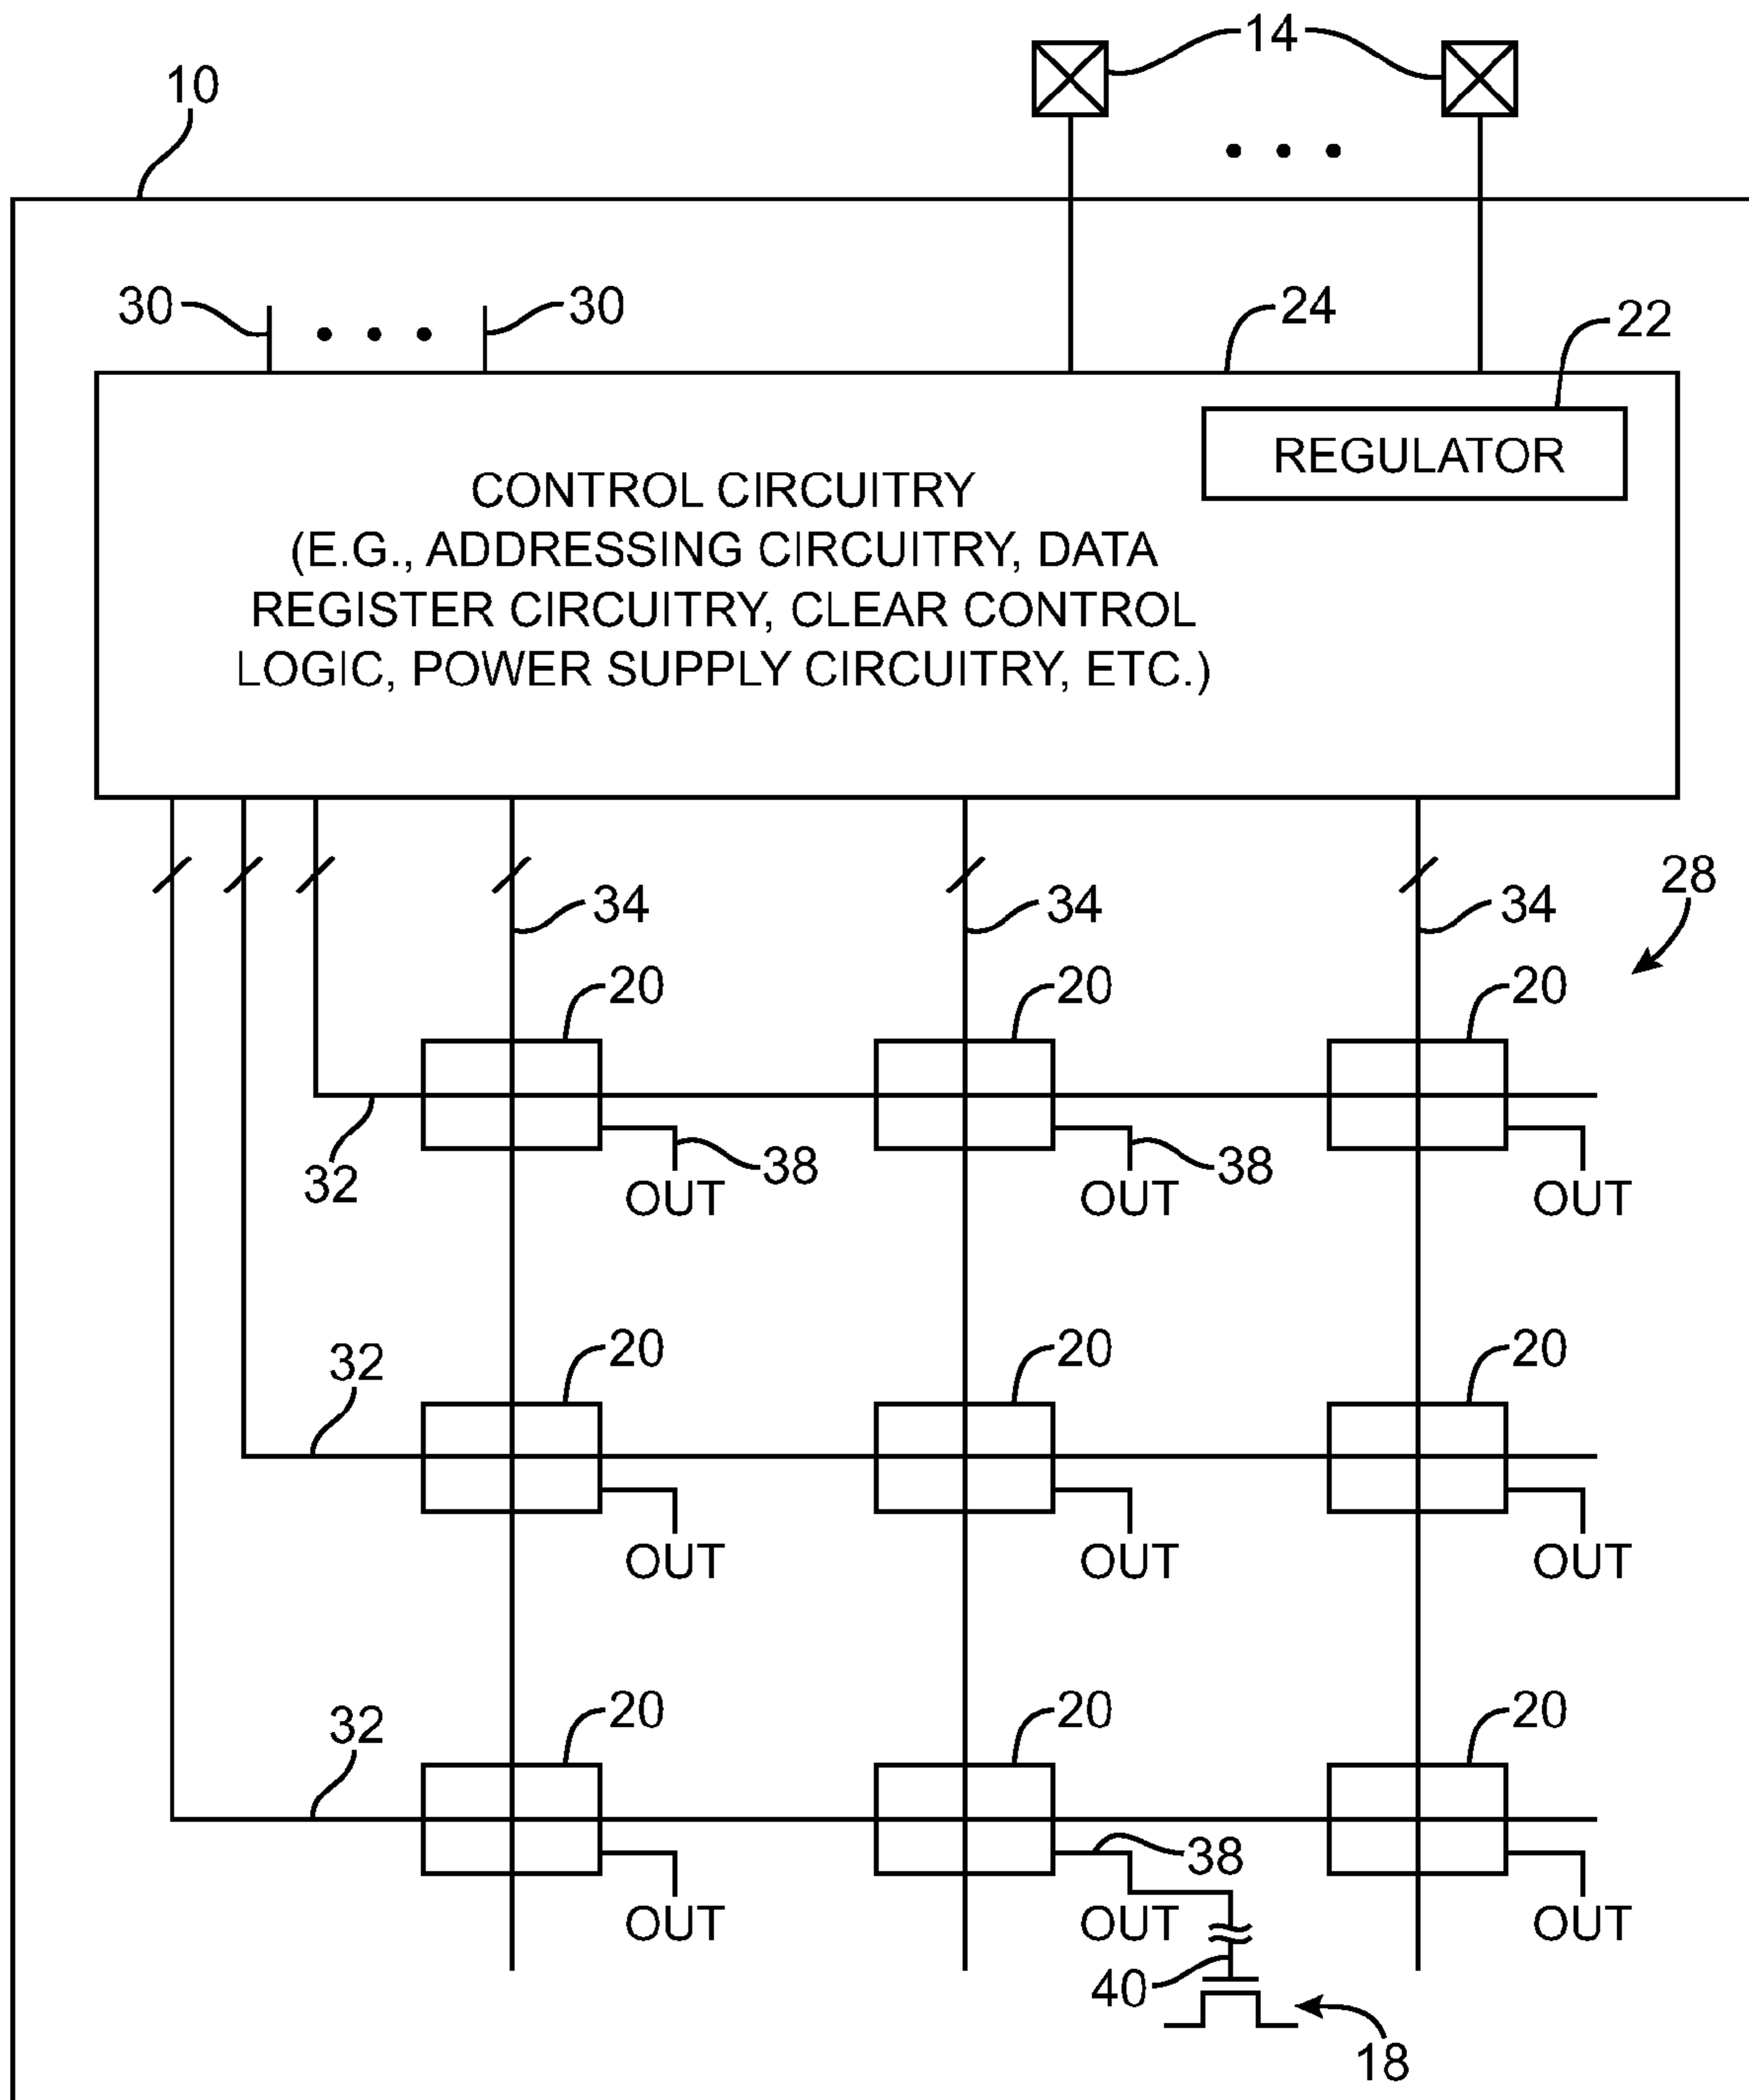 14
10
30
30
24
22
REGULATOR
CONTROL CIRCUITRY
(E.G., ADDRESSING CIRCUITRY, DATA
REGISTER CIRCUITRY, CLEAR CONTROL
LOGIC, POWER SUPPLY CIRCUITRY, ETC.)
28
34
34
34
20
20
20
32
38
38
OUT
OUT
OUT
32
20
20
20
OUT
OUT
OUT
32
20
20
20
38
OUT
OUT
OUT
40
18